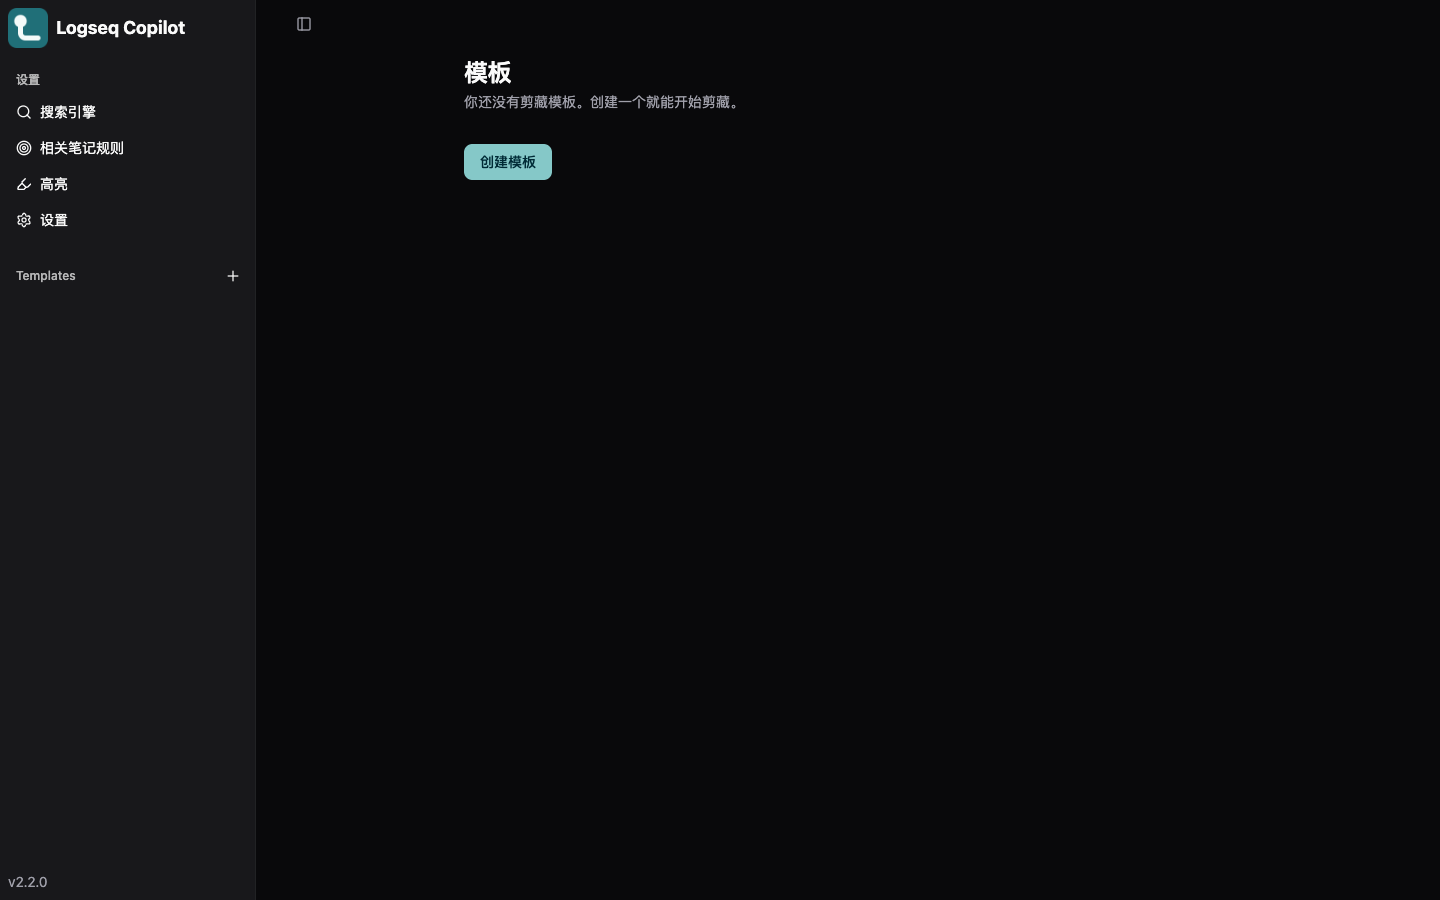 Logseq Copilot
设置
搜索引擎
相关笔记规则
高亮
设置
Templates
v2.2.0
模板
你还没有剪藏模板。创建一个就能开始剪藏。
创建模板